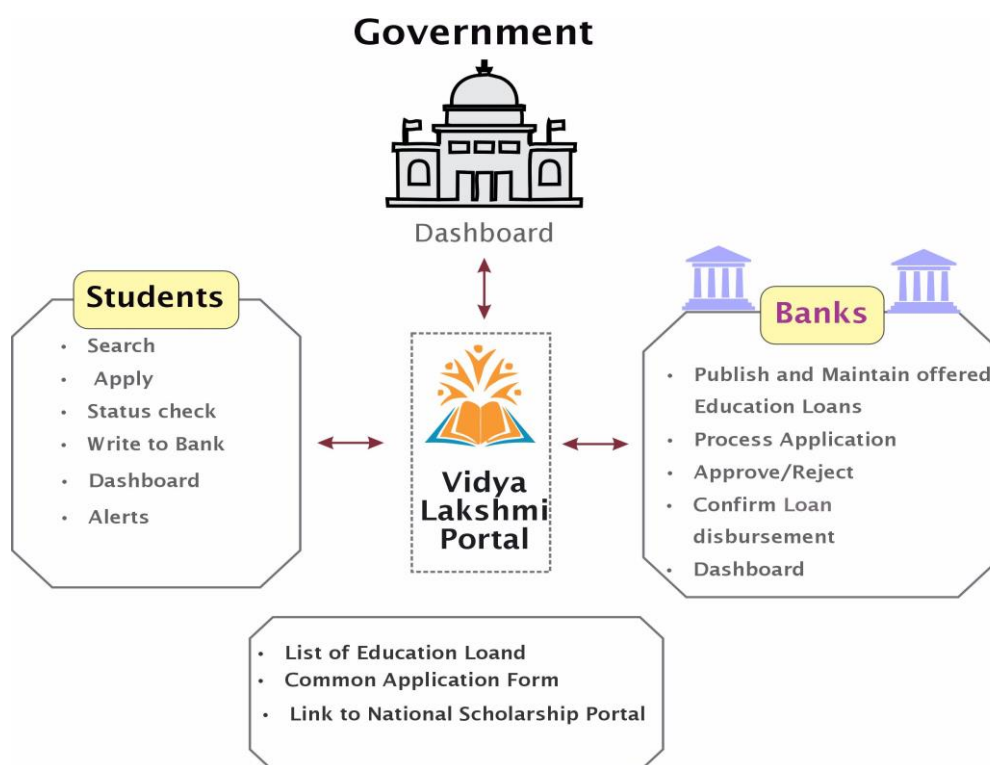 Government
Dashboard
Students
• Search
• Apply
• Status check
• Write to Bank
• Dashboard
• Alerts
Vidya
Lakshmi
Portal
Banks
• Publish and Maintain offered
Education Loans
• Process Application
• Approve/Reject
• Confirm Loan
disbursement
• Dashboard
• List of Education Loand
• Common Application Form
• Link to National Scholarship Portal